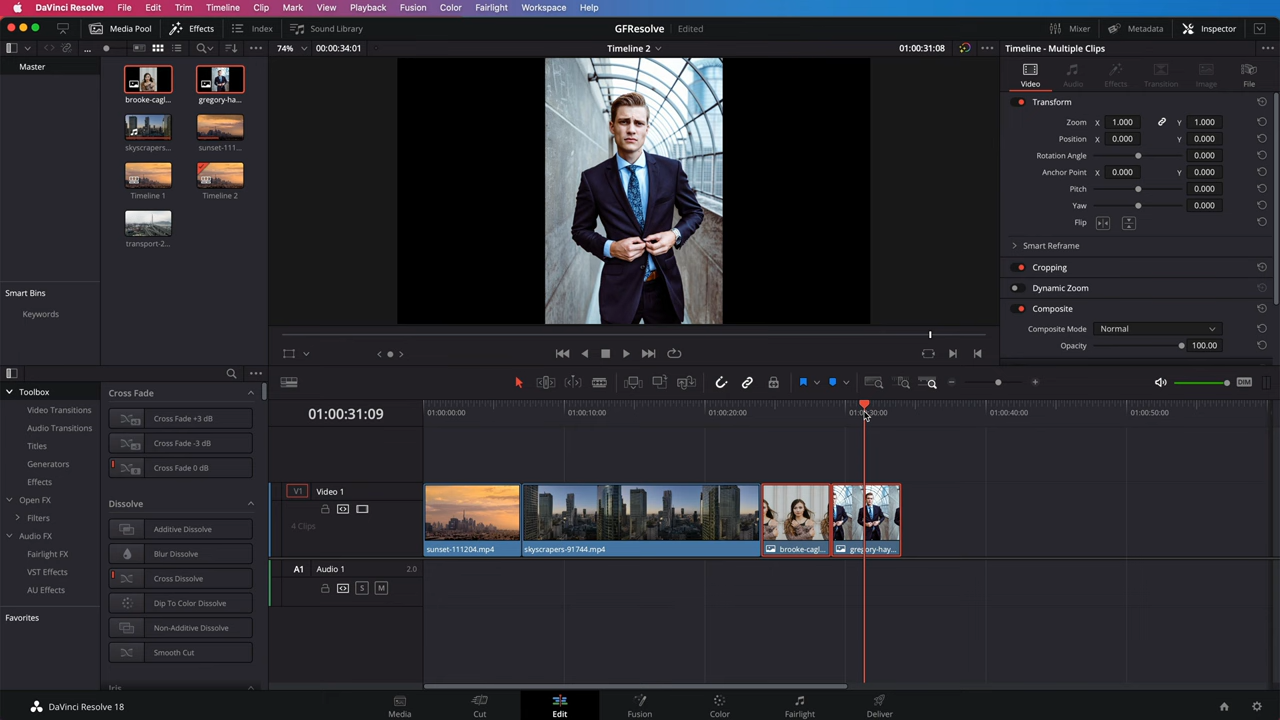 DaVinci Resolve File Edit Trim Timeline Clip Mark View Playback Fusion Color Fairlight Workspace Help
Media Pool Effects Index Sound Library GFResolve Edited Mixer Metadata Inspector
74% 00:00:34:01 Timeline 2 01:00:31:08 Timeline - Multiple Clips
Master
brooke-cagl... gregory-ha...
skyscrapers... sunset-111...
Timeline 1 Timeline 2
transport-2...
Smart Bins
Keywords
Video Audio Effects Transition Image File
Transform
Zoom X 1.000 Y 1.000
Position X 0.000 Y 0.000
Rotation Angle 0.000
Anchor Point X 0.000 Y 0.000
Pitch 0.000
Yaw 0.000
Flip
Smart Reframe
Cropping
Dynamic Zoom
Composite
Composite Mode Normal
Opacity 100.00
Toolbox
Video Transitions
Audio Transitions
Titles
Generators
Effects
Open FX
Filters
Audio FX
Fairlight FX
VST Effects
AU Effects
Favorites
Cross Fade
Cross Fade +3 dB
Cross Fade -3 dB
Cross Fade 0 dB
Dissolve
Additive Dissolve
Blur Dissolve
Cross Dissolve
Dip To Color Dissolve
Non-Additive Dissolve
Smooth Cut
Iris
DIM
01:00:31:09 01:00:00:00 01:00:10:00 01:00:20:00 01:00:30:00 01:00:40:00 01:00:50:00
V1 Video 1
4 Clips
sunset-111204.mp4 skyscrapers-91744.mp4 brooke-cagl... gregory-hay...
A1 Audio 1 2.0
S M
DaVinci Resolve 18 Media Cut Edit Fusion Color Fairlight Deliver